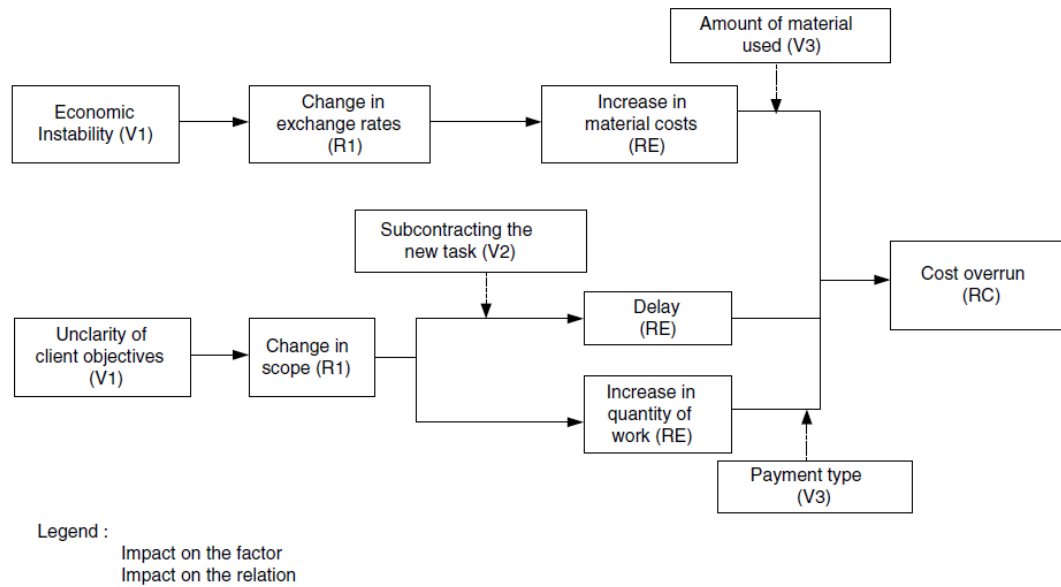 Amount of material
used (V3)
Economic
Instability (V1)
Change in
exchange rates
(R1)
Increase in
material costs
(RE)
Subcontracting the
new task (V2)
Cost overrun
(RC)
Unclarity of
client objectives
(V1)
Change in
scope (R1)
Delay
(RE)
Increase in
quantity of
work (RE)
Payment type
(V3)
Legend :
Impact on the factor
Impact on the relation